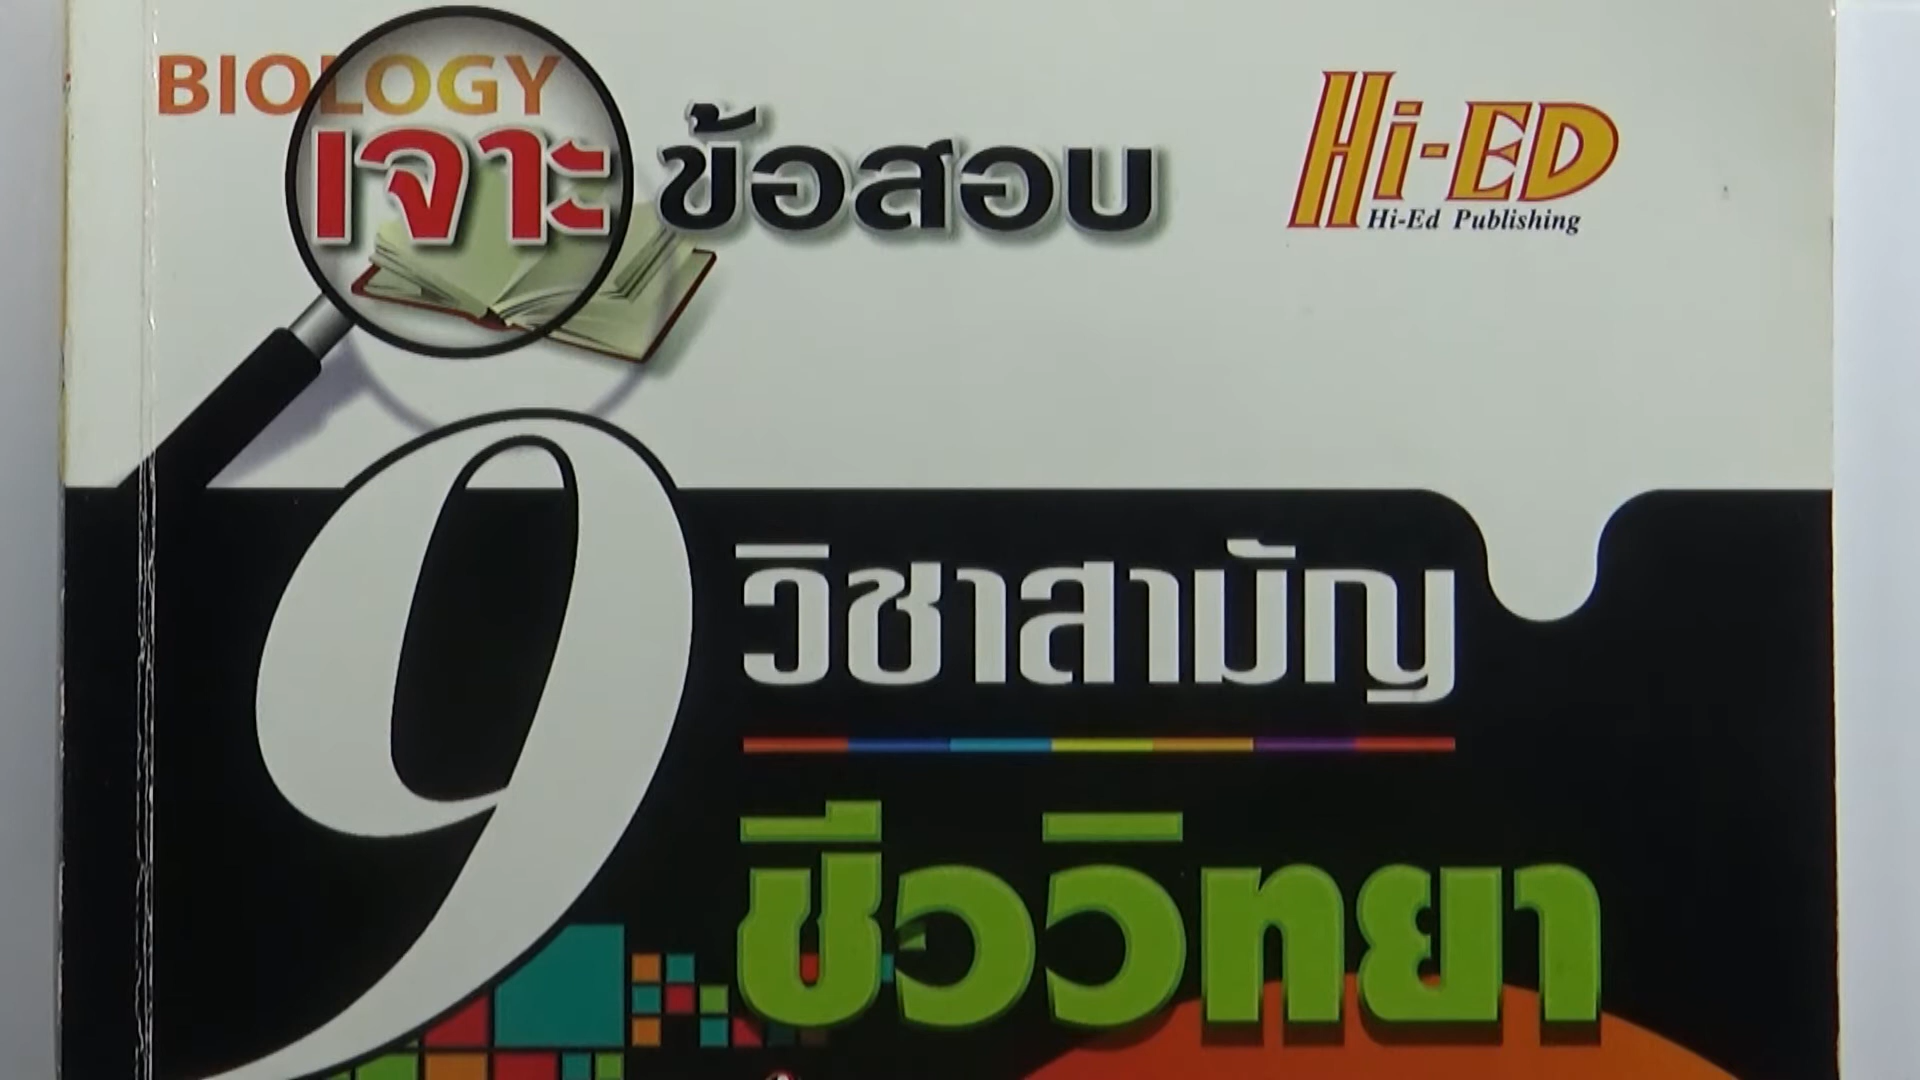 BIOLOGY
เจาะ ข้อสอบ
Hi-ED
Hi-Ed Publishing
9 วิชาสามัญ
ชีววิทยา